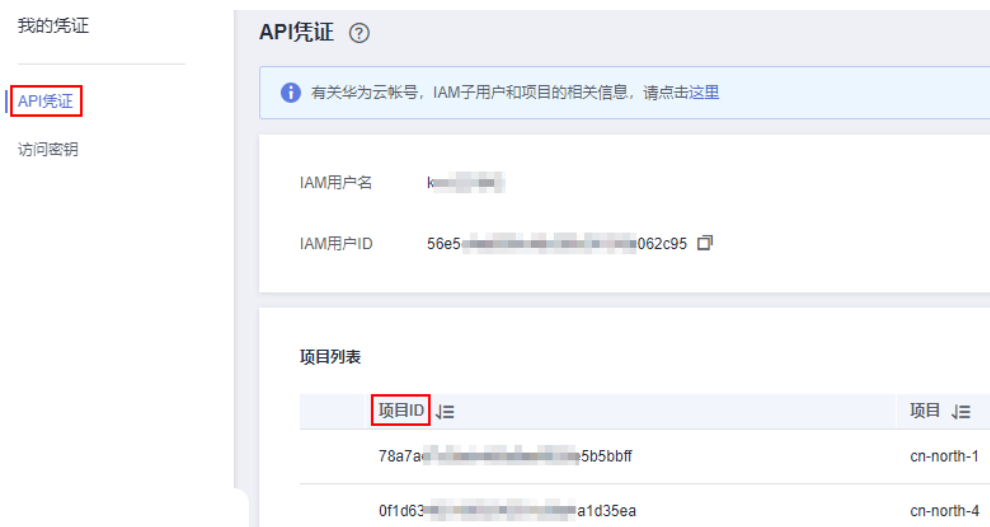 我的凭证
API凭证
访问密钥
API凭证
有关华为云帐号，IAM子用户和项目的相关信息，请点击这里
IAM用户名
IAM用户ID 56e5 062c95
项目列表
项目ID 项目
78a7a 5b5bbff cn-north-1
0f1d63 a1d35ea cn-north-4